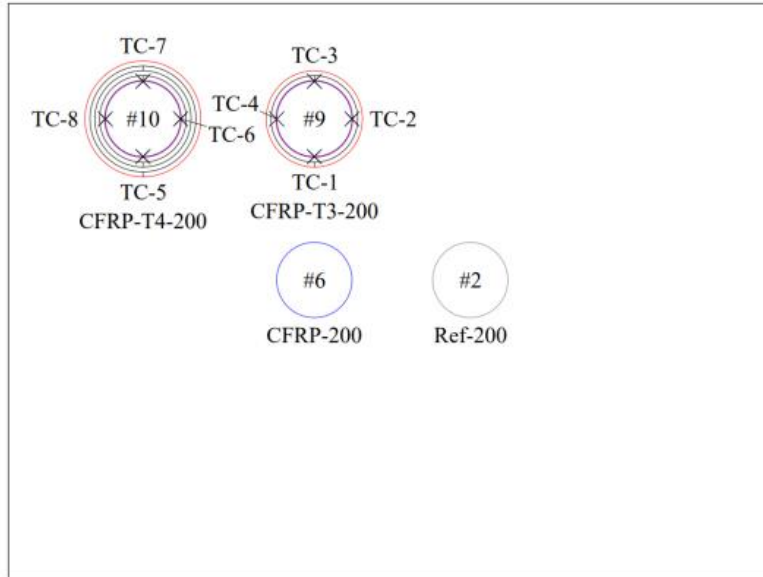 TC-7
TC-3
TC-4
TC-8
#10
#9
TC-2
TC-6
TC-5
TC-1
CFRP-T4-200
CFRP-T3-200
#6
#2
CFRP-200
Ref-200